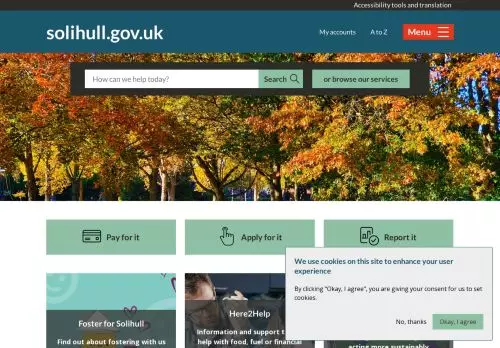 Accessibility tools and translation
solihull.gov.uk
My accounts
A to Z
Menu
How can we help today?
Search
or browse our services
Pay for it
Apply for it
Report it
We use cookies on this site to enhance your user
experience
By clicking "Okay, I agree", you are giving your consent for us to set
cookies.
No, thanks
Okay, I agree
Foster for Solihull
Find out about fostering with us
Here2Help
Information and support t
help with food, fuel or financial
acting more sustainably